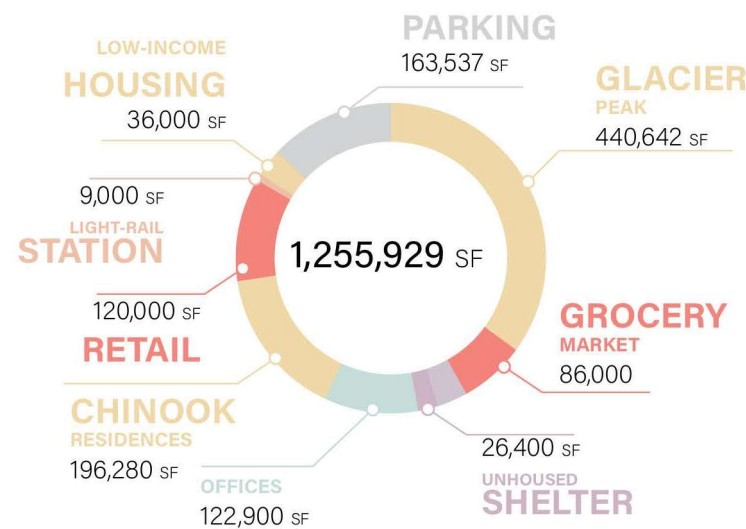 PARKING
163,537 SF
LOW-INCOME
HOUSING
36,000 SF
GLACIER
PEAK
440,642 SF
9,000 SF
LIGHT-RAIL
STATION
1,255,929 SF
120,000 SF
RETAIL
GROCERY
MARKET
86,000
CHINOOK
RESIDENCES
196,280 SF
26,400 SF
UNHOUSED
SHELTER
OFFICES
122,900 SF